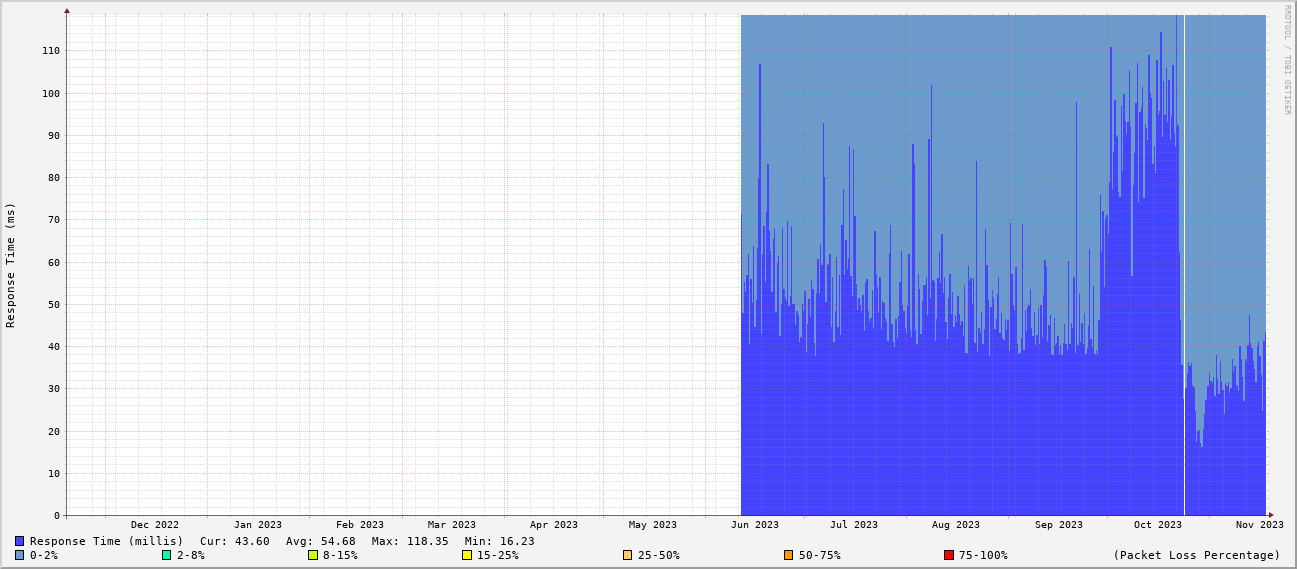 RRDTOOL / TOBI OETIKER
Response Time (ms)
110
100
90
80
70
60
50
40
30
20
10
0
Dec 2022 Jan 2023 Feb 2023 Mar 2023 Apr 2023 May 2023 Jun 2023 Jul 2023 Aug 2023 Sep 2023 Oct 2023 Nov 2023
Response Time (millis) Cur: 43.60 Avg: 54.68 Max: 118.35 Min: 16.23
0-2% 2-8% 8-15% 15-25% 25-50% 50-75% 75-100% (Packet Loss Percentage)